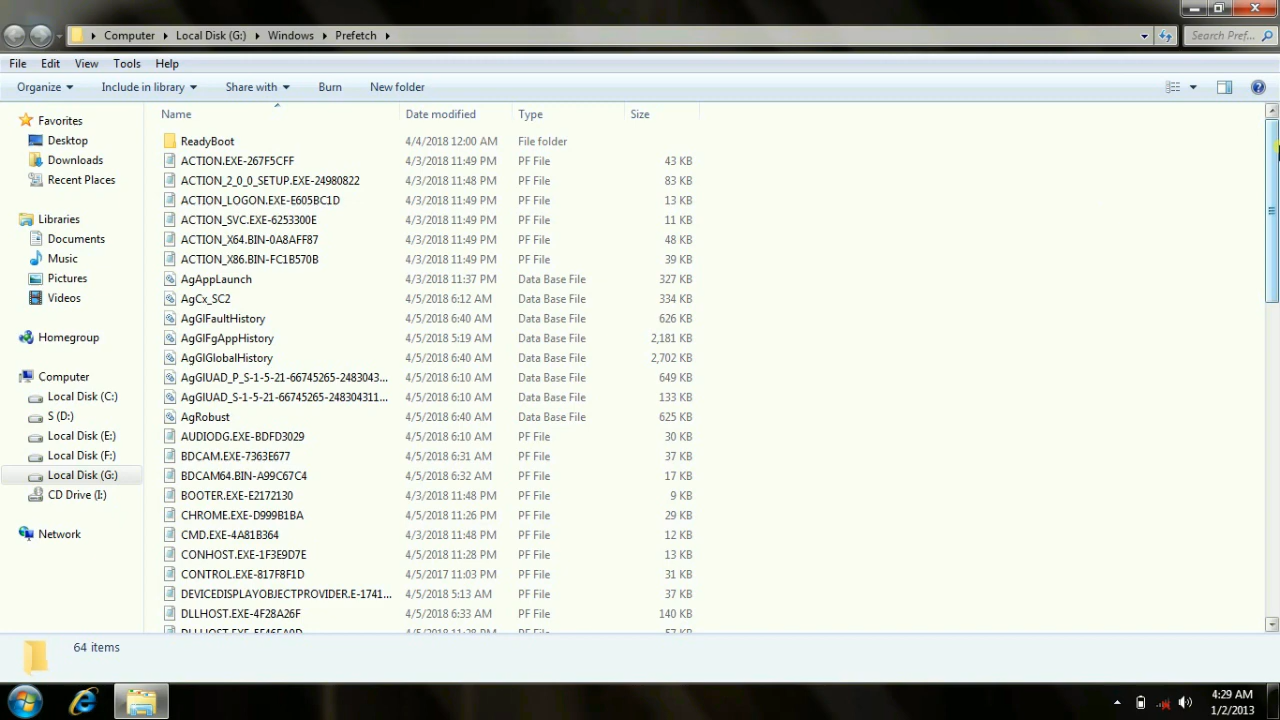 Computer Local Disk (G:) Windows Prefetch Search Pref...
File Edit View Tools Help
Organize Include in library Share with Burn New folder
Favorites
Desktop
Downloads
Recent Places
Libraries
Documents
Music
Pictures
Videos
Homegroup
Computer
Local Disk (C:)
S (D:)
Local Disk (E:)
Local Disk (F:)
Local Disk (G:)
CD Drive (I:)
Network
Name Date modified Type Size
ReadyBoot 4/4/2018 12:00 AM File folder
ACTION.EXE-267F5CFF 4/3/2018 11:49 PM PF File 43 KB
ACTION_2_0_0_SETUP.EXE-24980822 4/3/2018 11:48 PM PF File 83 KB
ACTION_LOGON.EXE-E605BC1D 4/3/2018 11:49 PM PF File 13 KB
ACTION_SVC.EXE-6253300E 4/3/2018 11:49 PM PF File 11 KB
ACTION_X64.BIN-0A8AFF87 4/3/2018 11:49 PM PF File 48 KB
ACTION_X86.BIN-FC1B570B 4/3/2018 11:49 PM PF File 39 KB
AgAppLaunch 4/3/2018 11:37 PM Data Base File 327 KB
AgCx_SC2 4/5/2018 6:12 AM Data Base File 334 KB
AgGlFaultHistory 4/5/2018 6:40 AM Data Base File 626 KB
AgGlFgAppHistory 4/5/2018 5:19 AM Data Base File 2,181 KB
AgGlGlobalHistory 4/5/2018 6:40 AM Data Base File 2,702 KB
AgGlUAD_P_S-1-5-21-66745265-2483043... 4/5/2018 6:10 AM Data Base File 649 KB
AgGlUAD_S-1-5-21-66745265-248304311... 4/5/2018 6:10 AM Data Base File 133 KB
AgRobust 4/5/2018 6:40 AM Data Base File 625 KB
AUDIODG.EXE-BDFD3029 4/5/2018 6:10 AM PF File 30 KB
BDCAM.EXE-7363E677 4/5/2018 6:31 AM PF File 37 KB
BDCAM64.BIN-A99C67C4 4/5/2018 6:32 AM PF File 17 KB
BOOTER.EXE-E2172130 4/3/2018 11:48 PM PF File 9 KB
CHROME.EXE-D999B1BA 4/5/2018 11:26 PM PF File 29 KB
CMD.EXE-4A81B364 4/3/2018 11:48 PM PF File 12 KB
CONHOST.EXE-1F3E9D7E 4/5/2018 11:28 PM PF File 13 KB
CONTROL.EXE-817F8F1D 4/5/2017 11:03 PM PF File 31 KB
DEVICEDISPLAYOBJECTPROVIDER.E-1741... 4/5/2018 5:13 AM PF File 37 KB
DLLHOST.EXE-4F28A26F 4/5/2018 6:33 AM PF File 140 KB
64 items
4:29 AM
1/2/2013